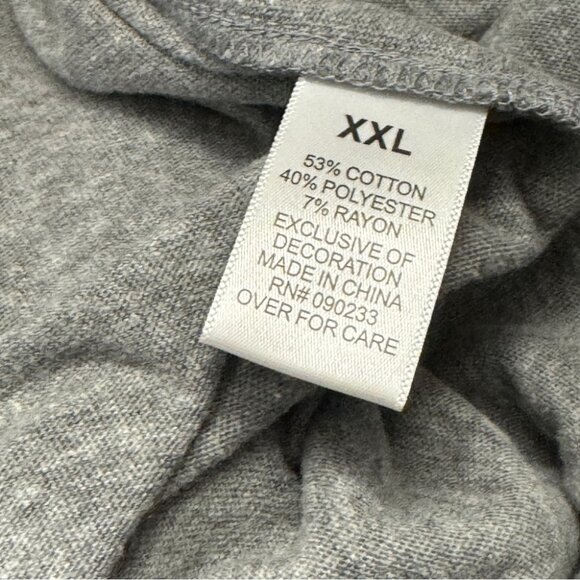 XXL
53% COTTON
40% POLYESTER
7% RAYON
EXCLUSIVE OF
DECORATION
MADE IN CHINA
RN# 090233
OVER FOR CARE